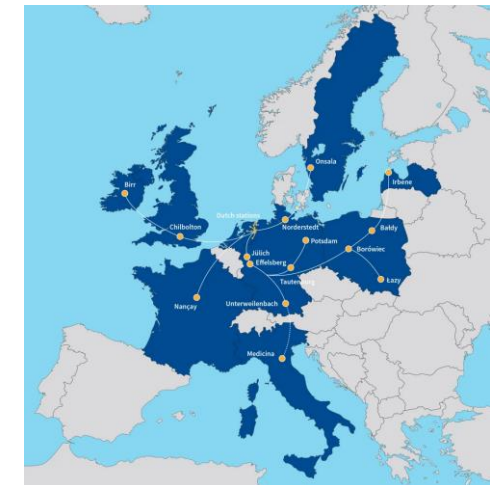 Onsala
Irbene
Birr
Dutch stations
Chilbolton
Norderstedt
Bałdy
Potsdam
Borówiec
Jülich
Effelsberg
Tautenburg
Łazy
Nançay
Unterweilenbach
Medicina